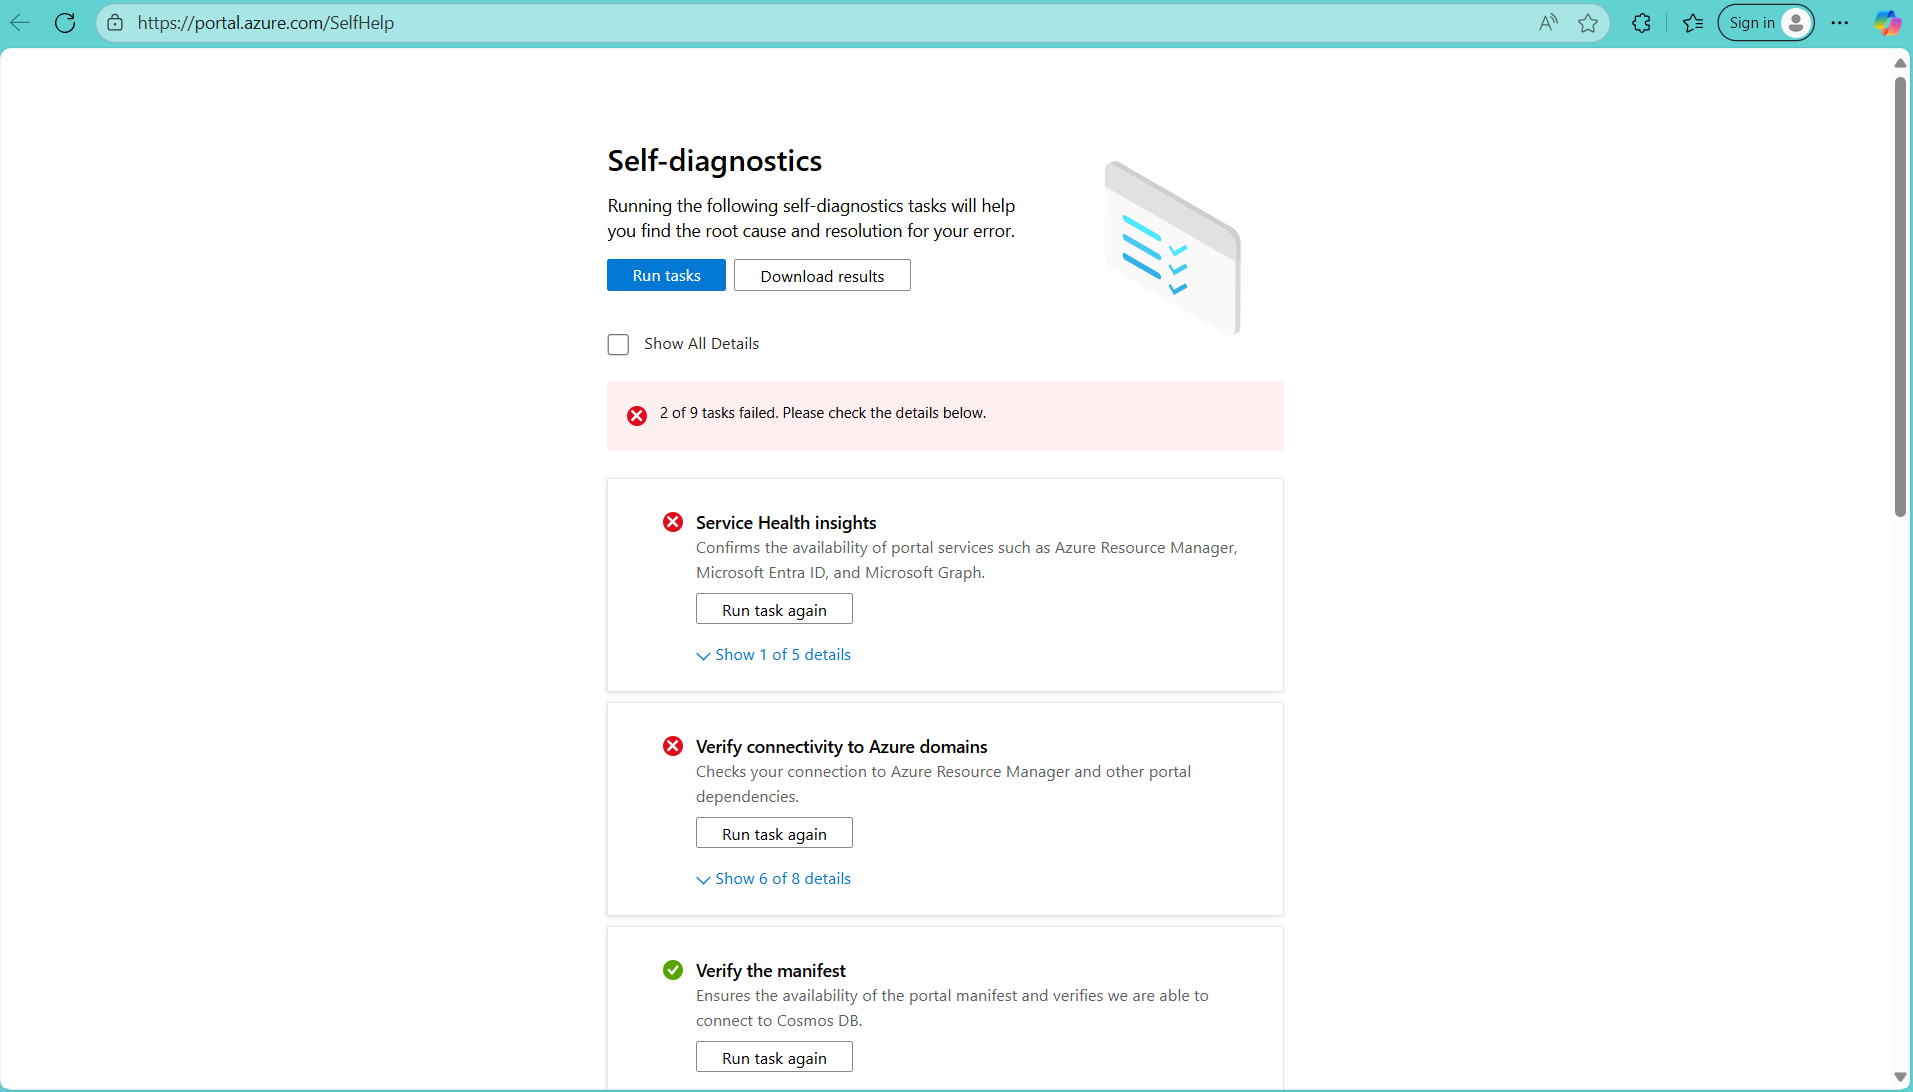 https://portal.azure.com/SelfHelp
Sign in
Self-diagnostics
Running the following self-diagnostics tasks will help
you find the root cause and resolution for your error.
Run tasks
Download results
Show All Details
2 of 9 tasks failed. Please check the details below.
Service Health insights
Confirms the availability of portal services such as Azure Resource Manager,
Microsoft Entra ID, and Microsoft Graph.
Run task again
Show 1 of 5 details
Verify connectivity to Azure domains
Checks your connection to Azure Resource Manager and other portal
dependencies.
Run task again
Show 6 of 8 details
Verify the manifest
Ensures the availability of the portal manifest and verifies we are able to
connect to Cosmos DB.
Run task again